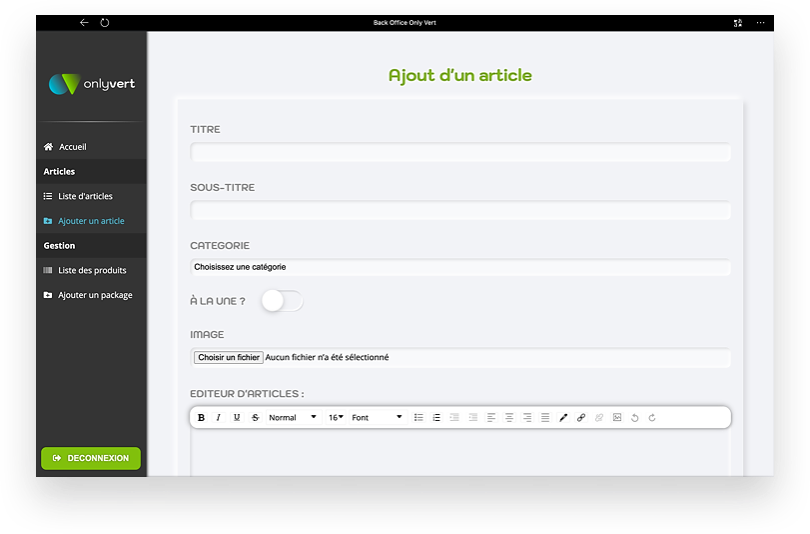 Back Office Only Vert
onlyvert
Accueil
Articles
Liste d'articles
Ajouter un article
Gestion
Liste des produits
Ajouter un package
DECONNEXION
Ajout d'un article
TITRE
SOUS-TITRE
CATEGORIE
Choisissez une catégorie
À LA UNE ?
IMAGE
Choisir un fichier Aucun fichier n'a été sélectionné
EDITEUR D'ARTICLES :
B I U S Normal 16 Font